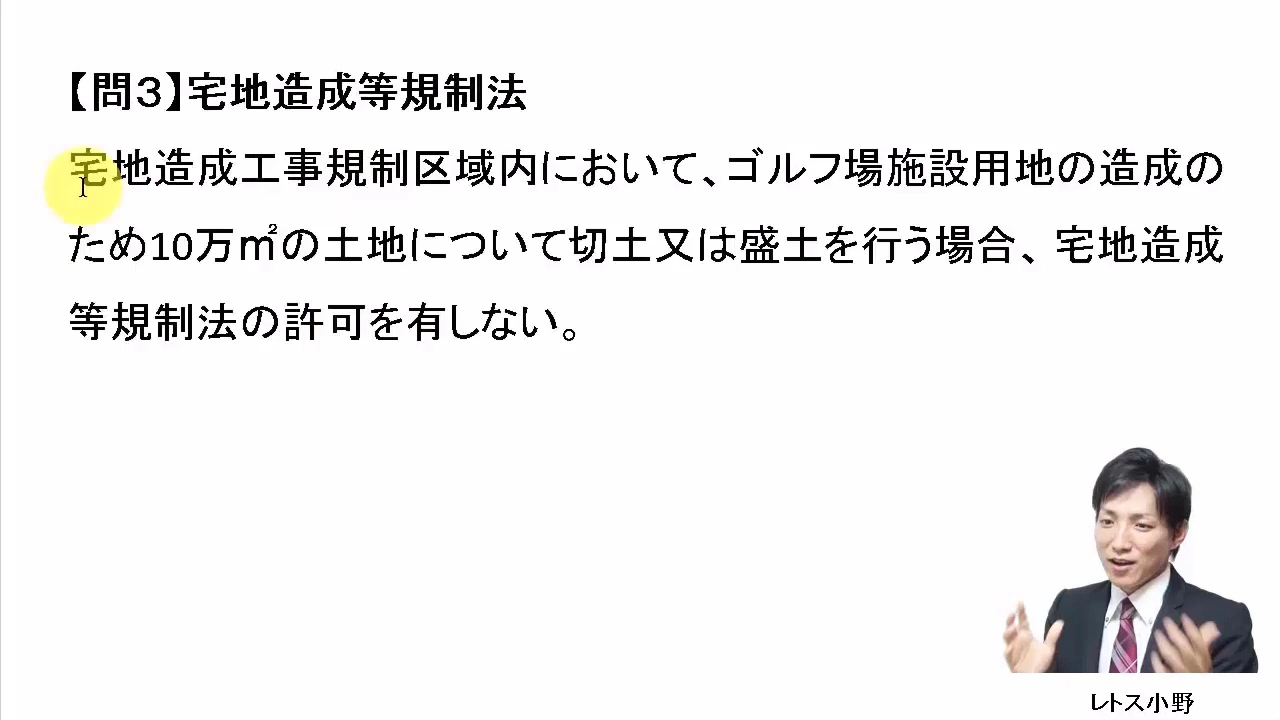 【問3】宅地造成等規制法
宅地造成工事規制区域内において、ゴルフ場施設用地の造成の
ため10万㎡の土地について切土又は盛土を行う場合、宅地造成
等規制法の許可を有しない。
レトス小野